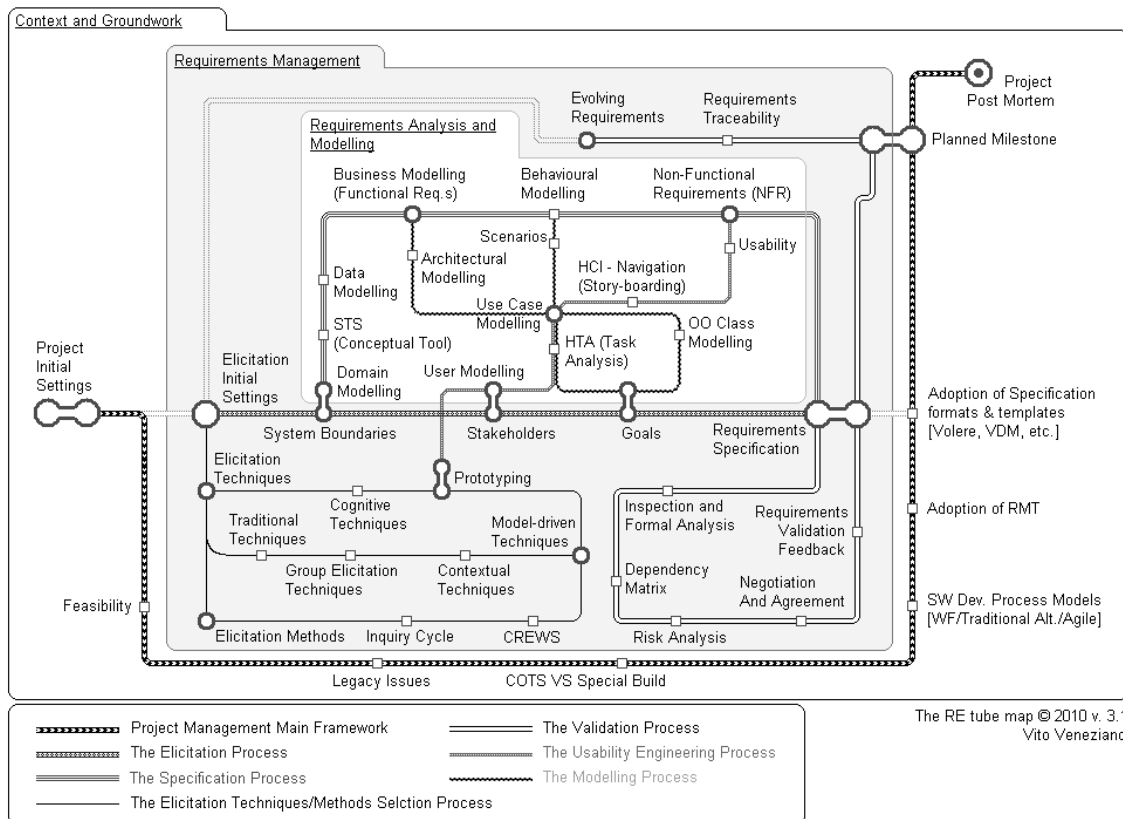 Context and Groundwork
Requirements Management
Project
Post Mortem
Evolving
Requirements
Requirements
Traceability
Planned Milestone
Requirements Analysis and
Modelling
Business Modelling
(Functional Req.s)
Behavioural
Modelling
Non-Functional
Requirements (NFR)
Scenarios
Usability
Architectural
Modelling
HCI - Navigation
(Story-boarding)
Data
Modelling
Use Case
Modelling
OO Class
Modelling
STS
(Conceptual Tool)
HTA (Task
Analysis)
Project
Initial
Settings
Elicitation
Initial
Settings
Domain
Modelling
User Modelling
Adoption of Specification
formats & templates
[Volere, VDM, etc.]
System Boundaries
Stakeholders
Goals
Requirements
Specification
Elicitation
Techniques
Prototyping
Cognitive
Techniques
Inspection and
Formal Analysis
Requirements
Validation
Feedback
Adoption of RMT
Traditional
Techniques
Model-driven
Techniques
Group Elicitation
Techniques
Contextual
Techniques
Dependency
Matrix
Negotiation
And Agreement
Feasibility
SW Dev. Process Models
[WF/Traditional Alt./Agile]
Elicitation Methods
Inquiry Cycle
CREWS
Risk Analysis
Legacy Issues
COTS VS Special Build
Project Management Main Framework
The Elicitation Process
The Specification Process
The Elicitation Techniques/Methods Selction Process
The Validation Process
The Usability Engineering Process
The Modelling Process
The RE tube map © 2010 v. 3.1
Vito Veneziano